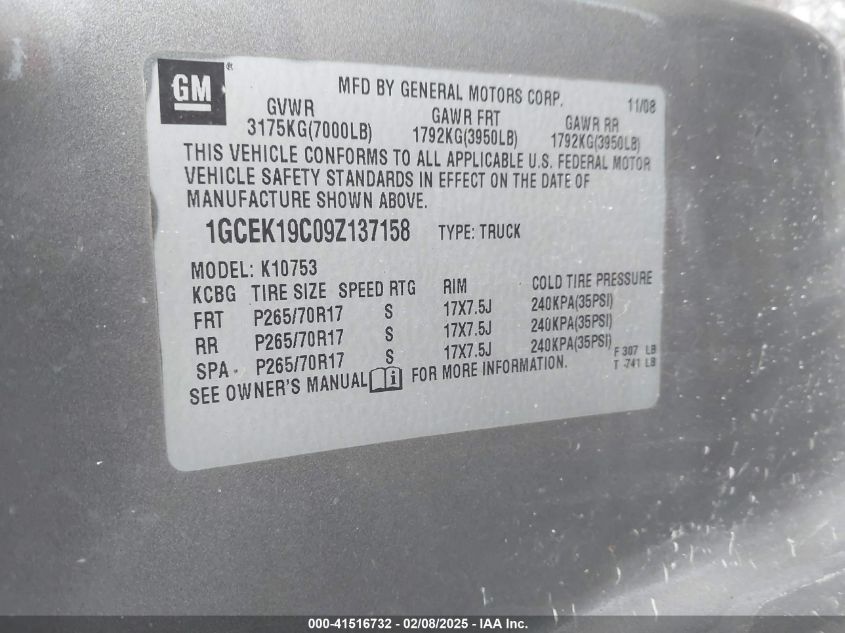 GM®
MFD BY GENERAL MOTORS CORP. 11/08
GVWR GAWR FRT GAWR RR
3175KG(7000LB) 1792KG(3950LB) 1792KG(3950LB)
THIS VEHICLE CONFORMS TO ALL APPLICABLE U.S. FEDERAL MOTOR
VEHICLE SAFETY STANDARDS IN EFFECT ON THE DATE OF
MANUFACTURE SHOWN ABOVE.
1GCEK19C09Z137158 TYPE: TRUCK
MODEL: K10753
KCBG TIRE SIZE SPEED RTG RIM COLD TIRE PRESSURE
FRT P265/70R17 S 17X7.5J 240KPA(35PSI)
RR P265/70R17 S 17X7.5J 240KPA(35PSI)
SPA P265/70R17 S 17X7.5J 240KPA(35PSI)
F 307 LB
T -741 LB
SEE OWNER'S MANUAL i FOR MORE INFORMATION.
000-41516732 - 02/08/2025 - IAA Inc.